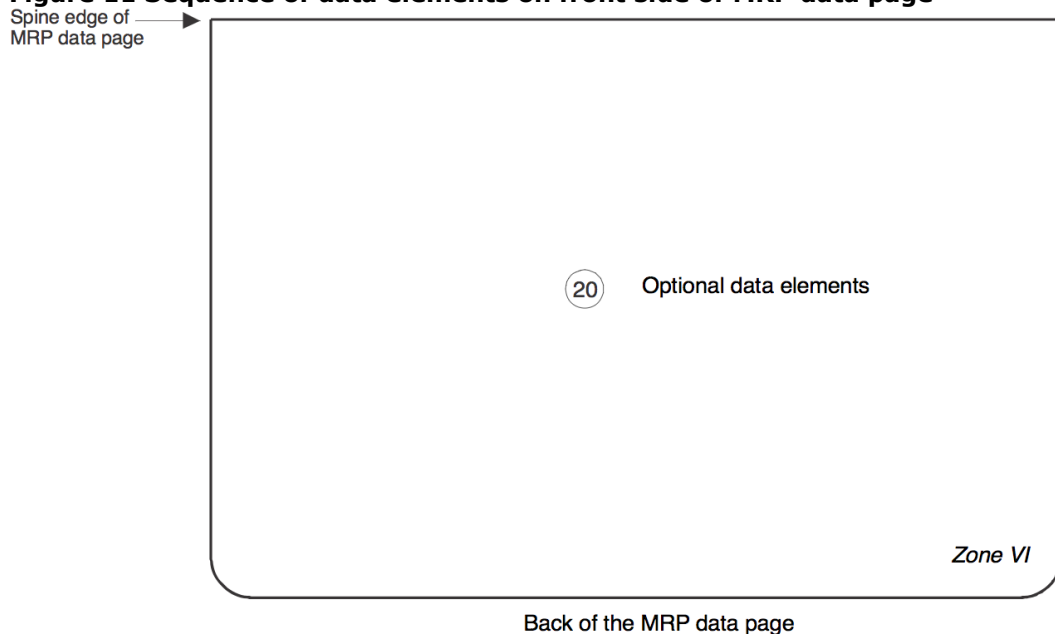 Figure 11 Sequence of data elements on front side of MRP data page
Spine edge of
MRP data page
20 Optional data elements
Zone VI
Back of the MRP data page